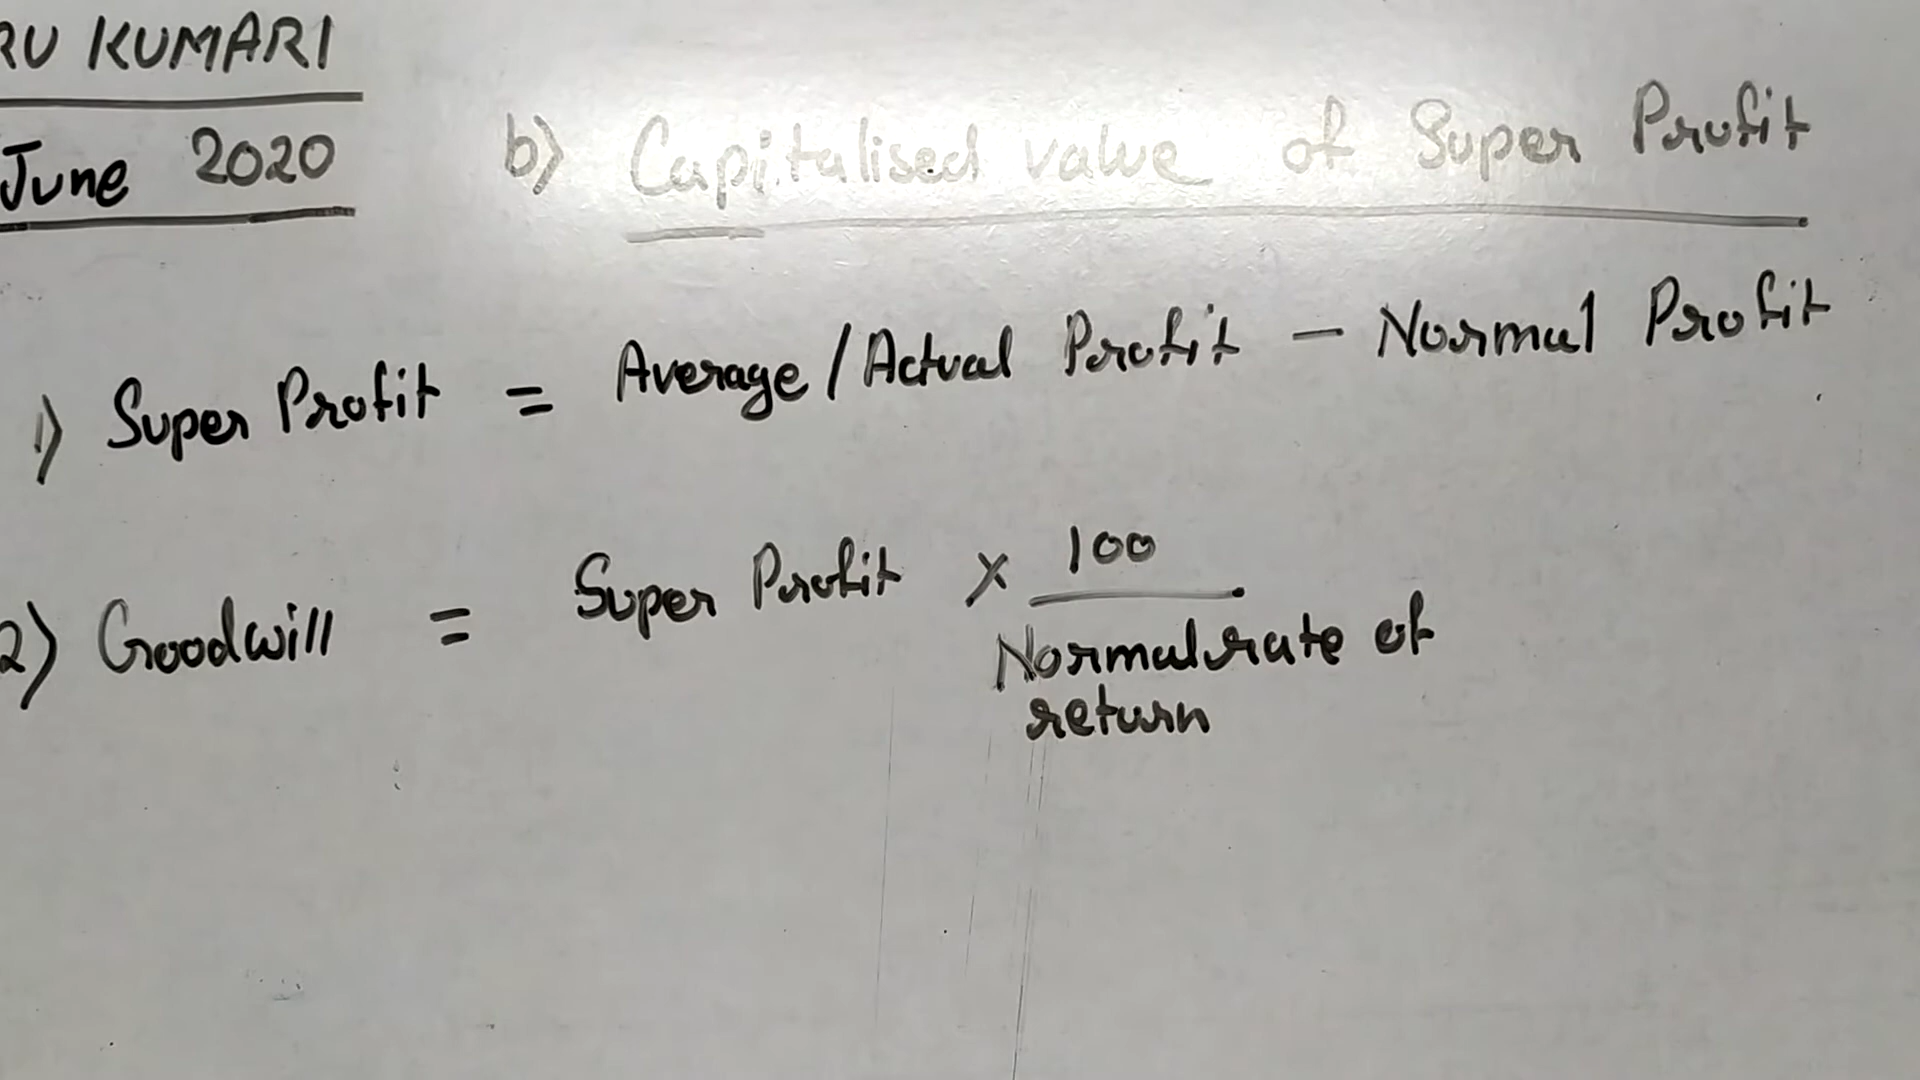 RU KUMARI
June 2020
b) Capitalised value of Super Profit
1) Super Profit = Average / Actual Profit - Normal Profit
2) Goodwill = Super Profit × 100
Normal rate of
return